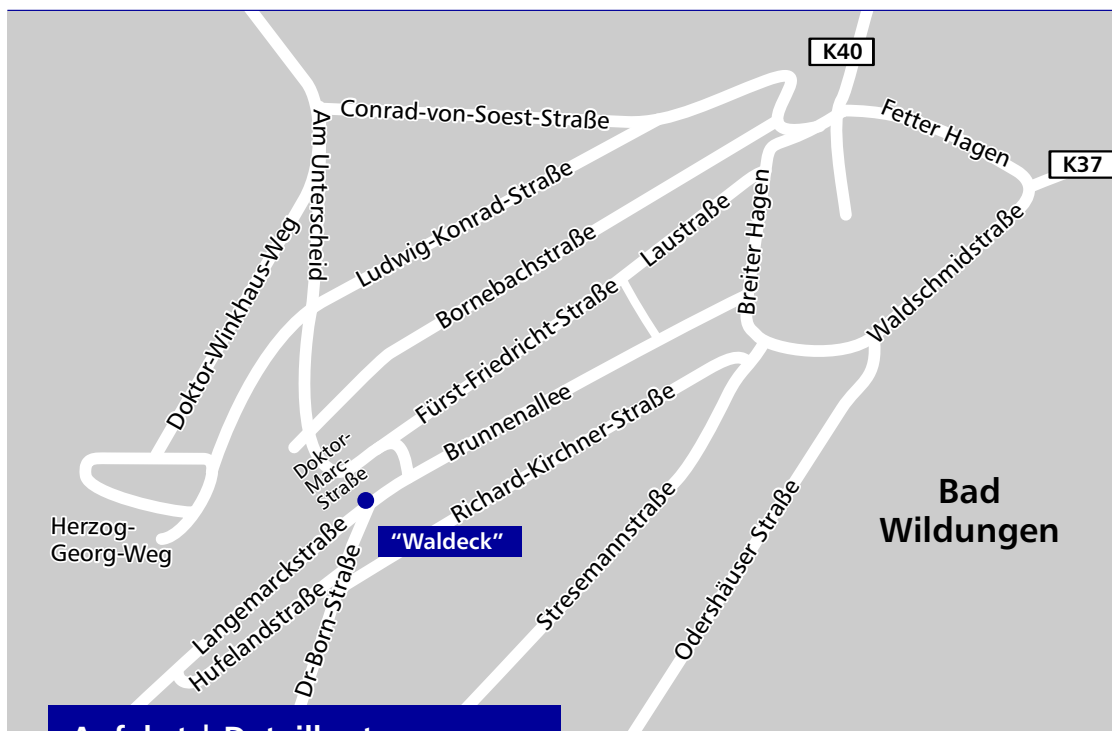 K40
Conrad-von-Soest-Straße
Fetter Hagen
K37
Am Unterscheid
Ludwig-Konrad-Straße
Laustraße
Breiter Hagen
Waldschmidstraße
Doktor-Winkhaus-Weg
Bornebachstraße
Fürst-Friedricht-Straße
Brunnenallee
Richard-Kirchner-Straße
Doktor-
Marc-
Straße
Herzog-
Georg-Weg
"Waldeck"
Bad
Wildungen
Langemarckstraße
Hufelandstraße
Dr-Born-Straße
Stresemannstraße
Odershäuser Straße